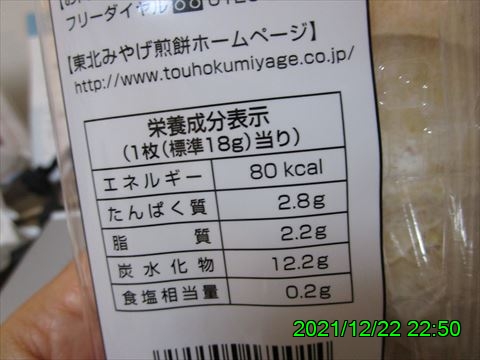 フリーダイヤル
【東北みやげ煎餅ホームページ】
http://www.touhokumiyage.co.jp/
栄養成分表示
(1枚(標準18g)当り)
エネルギー 80 kcal
たんぱく質 2.8g
脂質 2.2g
炭水化物 12.2g
食塩相当量 0.2g
2021/12/22 22:50